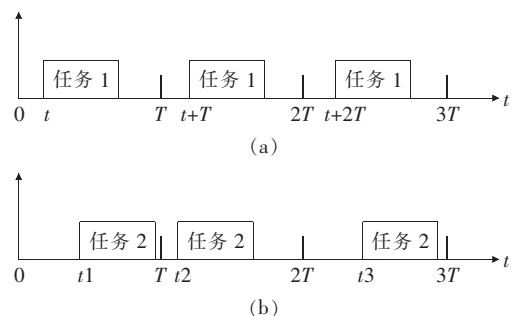 任务 1 任务 1 任务 1
0 t T t+T 2T t+2T 3T t
(a)
任务 2 任务 2 任务 2
0 t1 T t2 2T t3 3T t
(b)